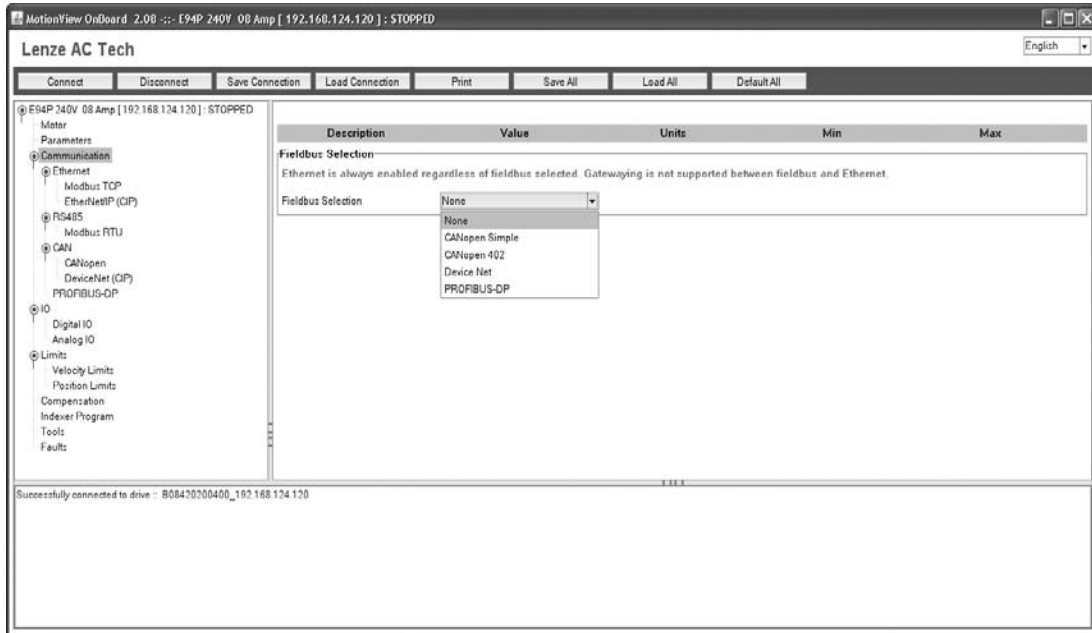 MotionView OnBoard 2.08 -::- E94P 240V 08 Amp [ 192.168.124.120 ] : STOPPED
Lenze AC Tech
English
Connect Disconnect Save Connection Load Connection Print Save All Load All Default All
E94P 240V 08 Amp [ 192.168.124.120 ] : STOPPED
Motor
Parameters
Communication
Ethernet
Modbus TCP
EtherNet/IP (CIP)
RS485
Modbus RTU
CAN
CANopen
DeviceNet (CIP)
PROFIBUS-DP
IO
Digital IO
Analog IO
Limits
Velocity Limits
Position Limits
Compensation
Indexer Program
Tools
Faults
Description Value Units Min Max
Fieldbus Selection
Ethernet is always enabled regardless of fieldbus selected. Gatewaying is not supported between fieldbus and Ethernet.
Fieldbus Selection None
None
CANopen Simple
CANopen 402
Device Net
PROFIBUS-DP
Successfully connected to drive :: B08420200400_192.168.124.120